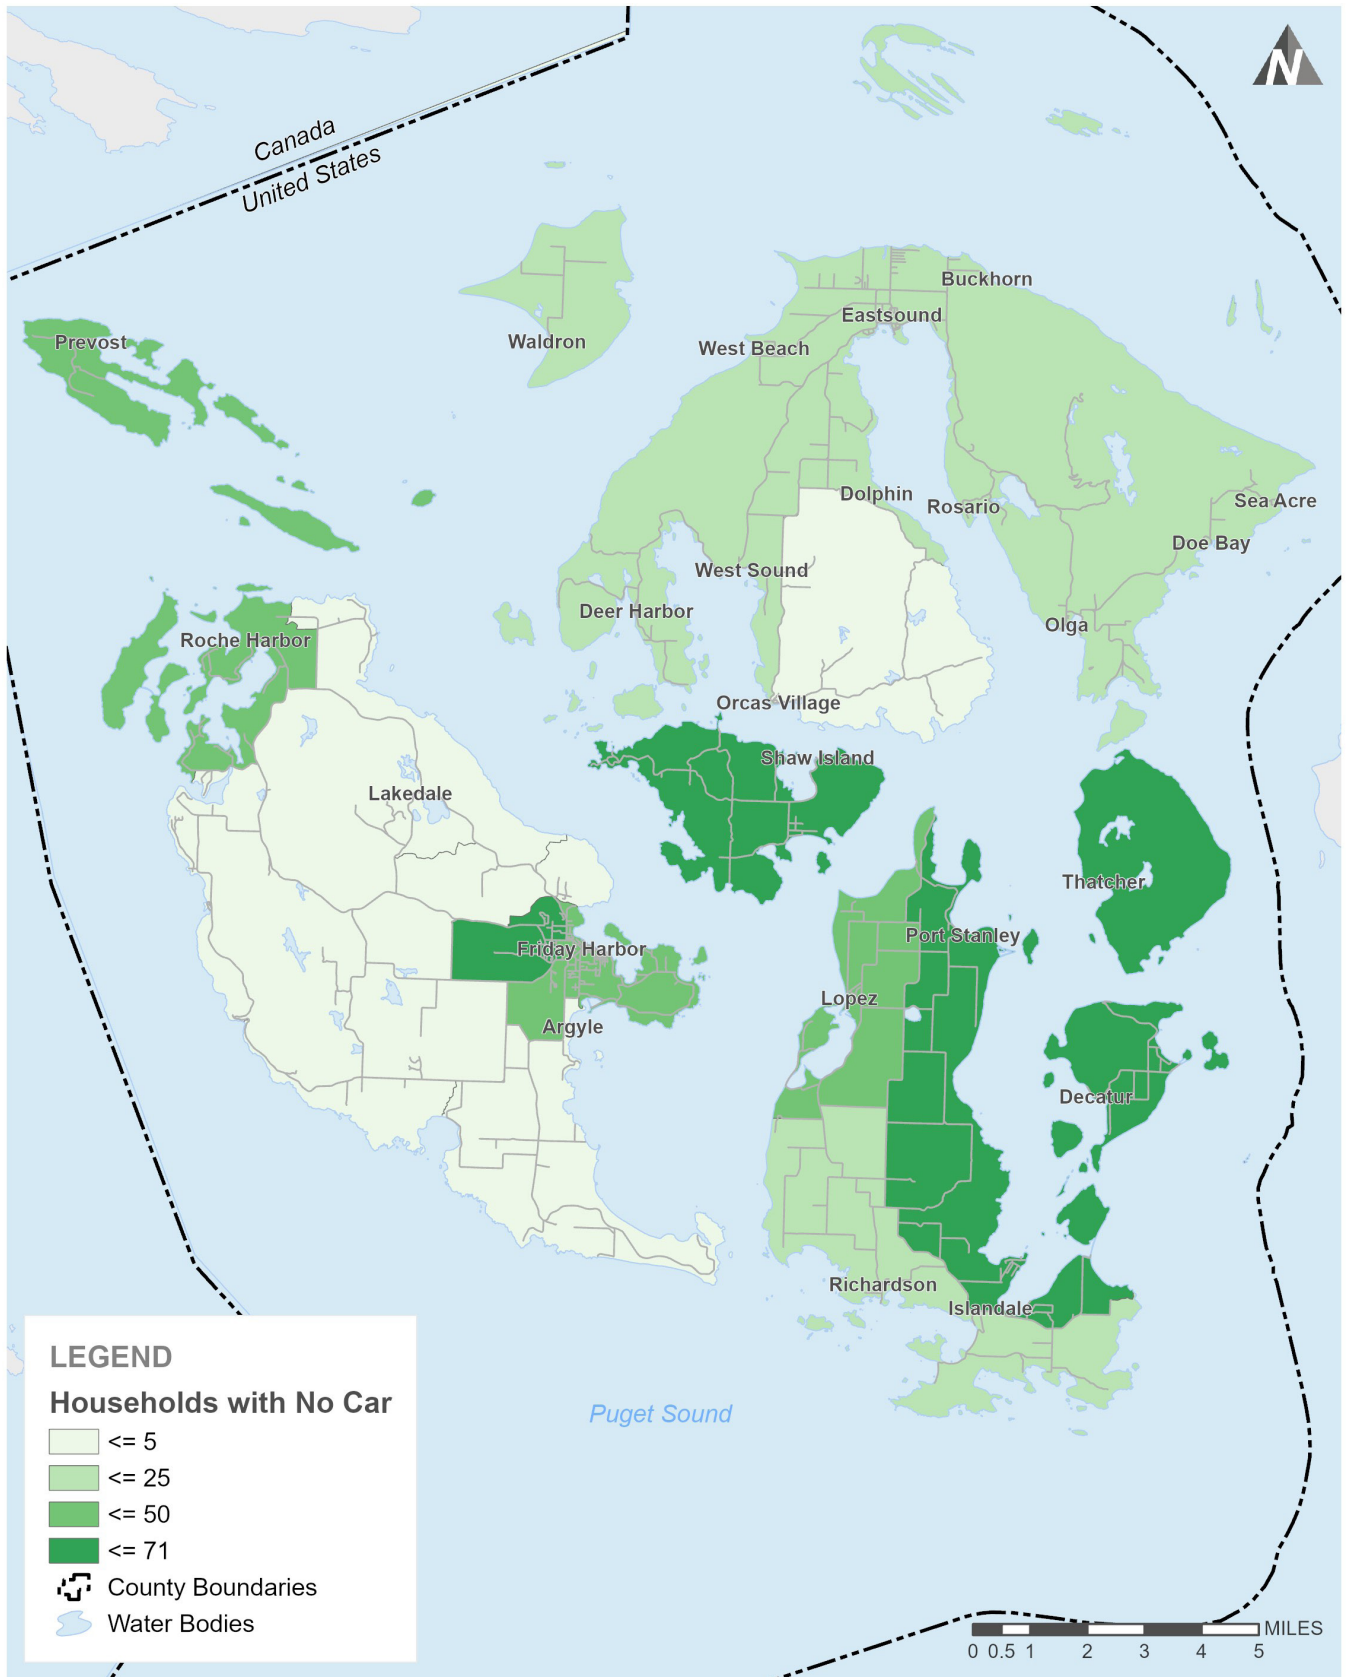 N
Canada
United States
Buckhorn
Eastsound
Prevost
Waldron
West Beach
Dolphin
Rosario
Sea Acre
Doe Bay
West Sound
Deer Harbor
Olga
Roche Harbor
Orcas Village
Shaw Island
Lakedale
Thatcher
Friday Harbor
Port Stanley
Lopez
Argyle
Decatur
Richardson
Islandale
Puget Sound
LEGEND
Households with No Car
<= 5
<= 25
<= 50
<= 71
County Boundaries
Water Bodies
MILES
0 0.5 1 2 3 4 5